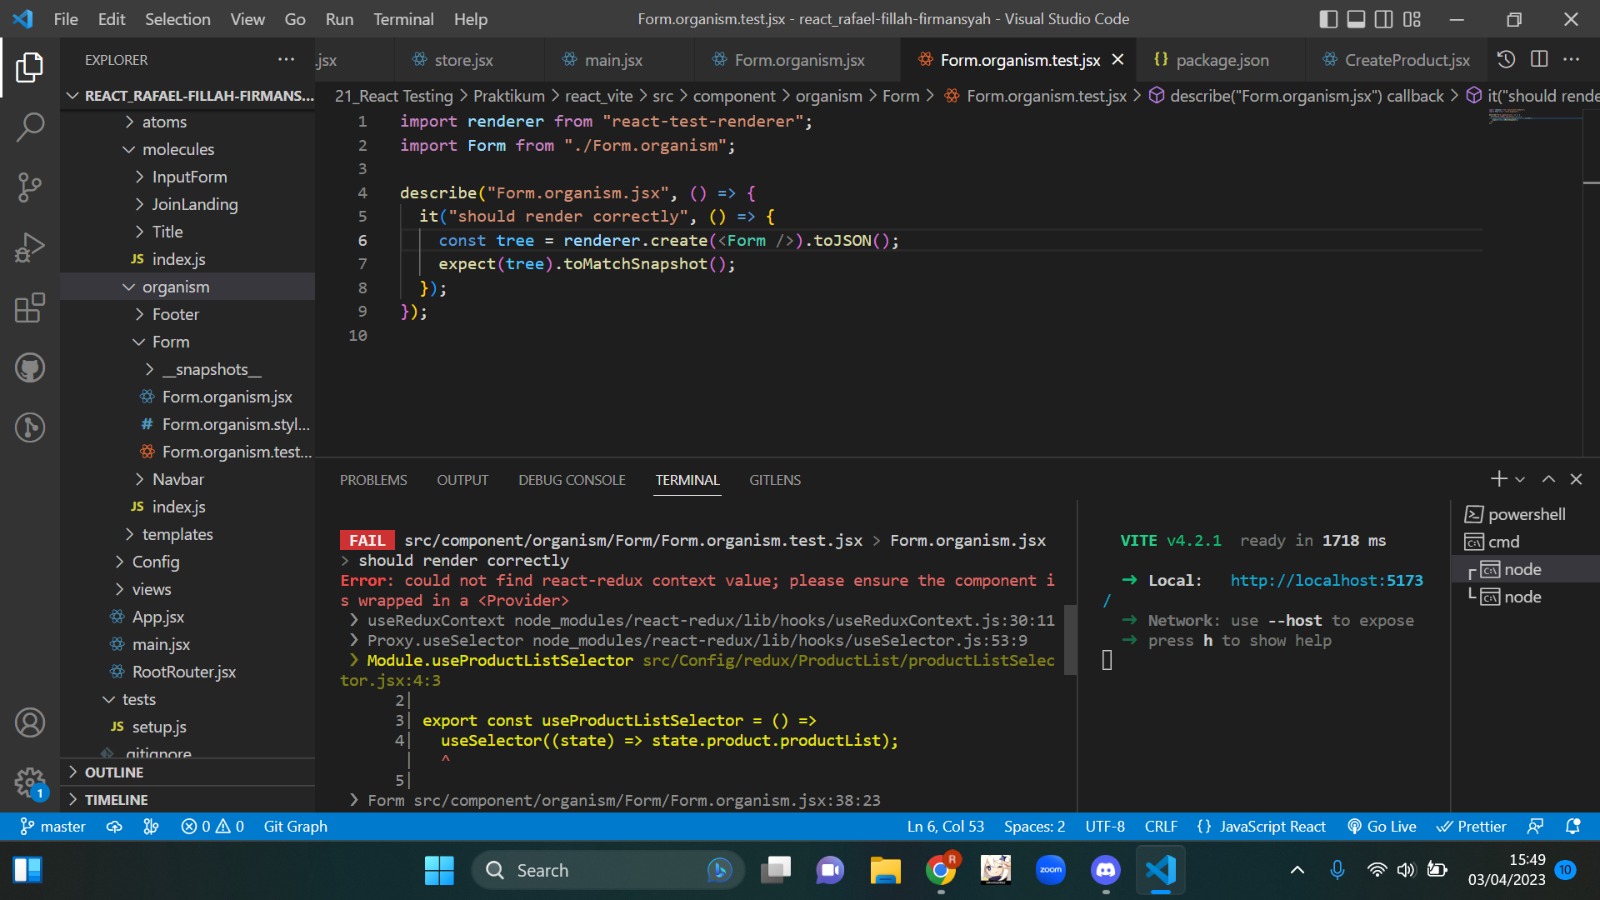 File Edit Selection View Go Run Terminal Help Form.organism.test.jsx - react_rafael-fillah-firmansyah - Visual Studio Code
EXPLORER
.jsx store.jsx main.jsx Form.organism.jsx Form.organism.test.jsx package.json CreateProduct.jsx
REACT_RAFAEL-FILLAH-FIRMANS...
atoms
molecules
InputForm
JoinLanding
Title
JS index.js
organism
Footer
Form
__snapshots__
Form.organism.jsx
# Form.organism.styl...
Form.organism.test...
Navbar
JS index.js
templates
Config
views
App.jsx
main.jsx
RootRouter.jsx
tests
JS setup.js
.gitignore
OUTLINE
TIMELINE
21_React Testing > Praktikum > react_vite > src > component > organism > Form > Form.organism.test.jsx > describe("Form.organism.jsx") callback > it("should rende
1 import renderer from "react-test-renderer";
2 import Form from "./Form.organism";
3
4 describe("Form.organism.jsx", () => {
5 it("should render correctly", () => {
6 const tree = renderer.create(<Form />).toJSON();
7 expect(tree).toMatchSnapshot();
8 });
9 });
10
PROBLEMS OUTPUT DEBUG CONSOLE TERMINAL GITLENS
FAIL src/component/organism/Form/Form.organism.test.jsx > Form.organism.jsx
> should render correctly
Error: could not find react-redux context value; please ensure the component i
s wrapped in a <Provider>
❯ useReduxContext node_modules/react-redux/lib/hooks/useReduxContext.js:30:11
❯ Proxy.useSelector node_modules/react-redux/lib/hooks/useSelector.js:53:9
❯ Module.useProductListSelector src/Config/redux/ProductList/productListSelec
tor.jsx:4:3
2|
3| export const useProductListSelector = () =>
4| useSelector((state) => state.product.productList);
| ^
5|
❯ Form src/component/organism/Form/Form.organism.jsx:38:23
VITE v4.2.1 ready in 1718 ms
➜ Local: http://localhost:5173
/
➜ Network: use --host to expose
➜ press h to show help
powershell
cmd
node
node
1
master 0 0 Git Graph Ln 6, Col 53 Spaces: 2 UTF-8 CRLF {} JavaScript React Go Live Prettier
Search R zoom 15:49
03/04/2023 10